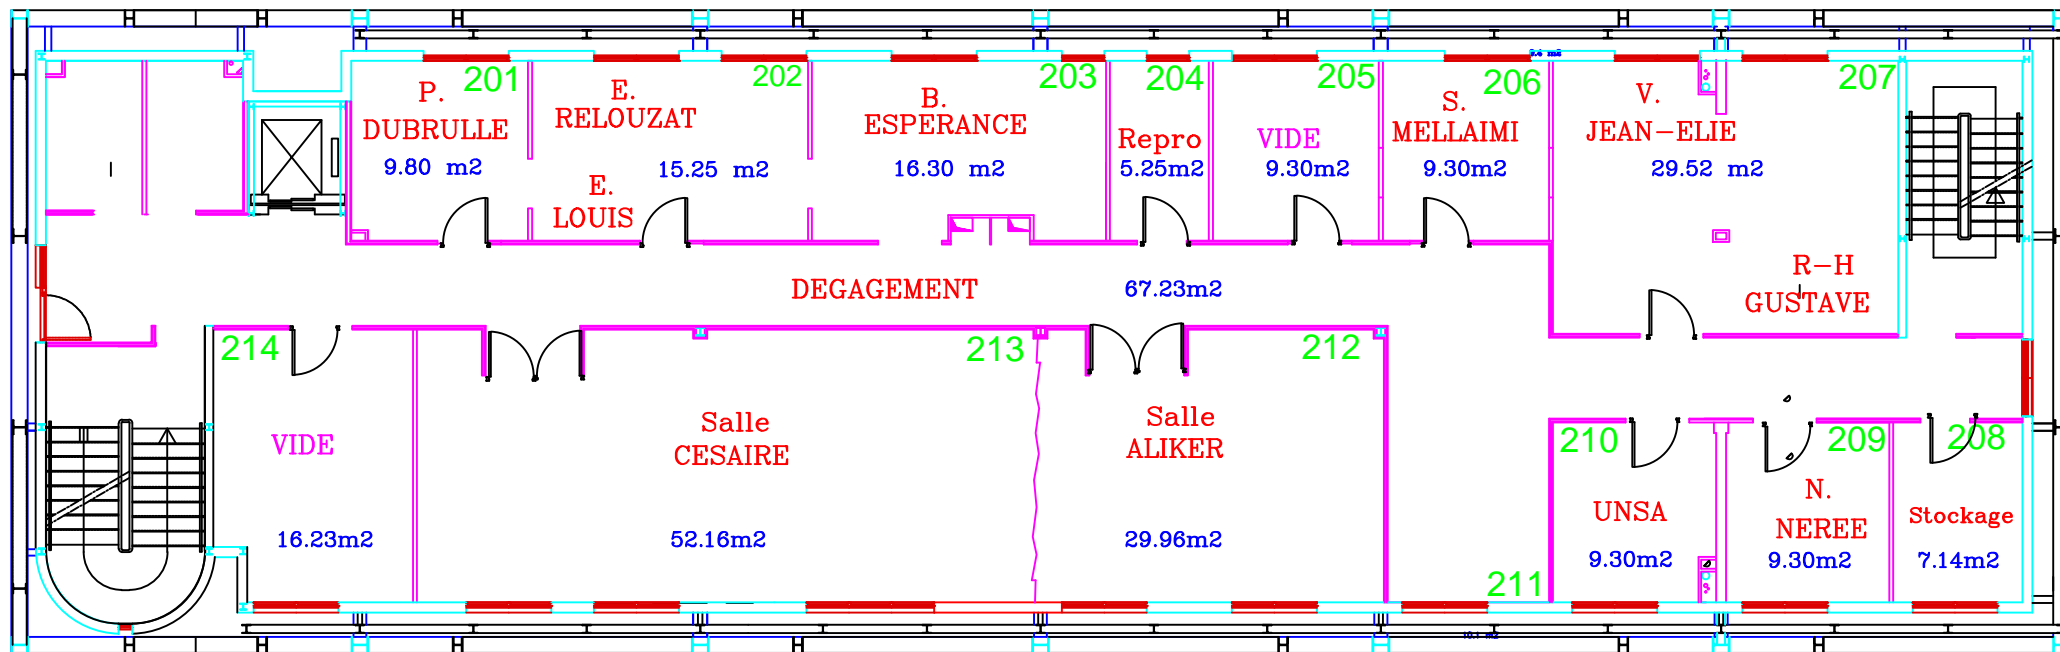 201
P.
DUBRULLE
9.80 m2
202
E.
RELOUZAT
15.25 m2
E.
LOUIS
203
B.
ESPERANCE
16.30 m2
204
Repro
5.25m2
205
VIDE
9.30m2
206
S.
MELLAIMI
9.30m2
207
V.
JEAN-ELIE
29.52 m2
R-H
GUSTAVE
DEGAGEMENT
67.23m2
214
VIDE
16.23m2
213
Salle
CESAIRE
52.16m2
212
Salle
ALIKER
29.96m2
211
210
UNSA
9.30m2
209
N.
NEREE
9.30m2
208
Stockage
7.14m2